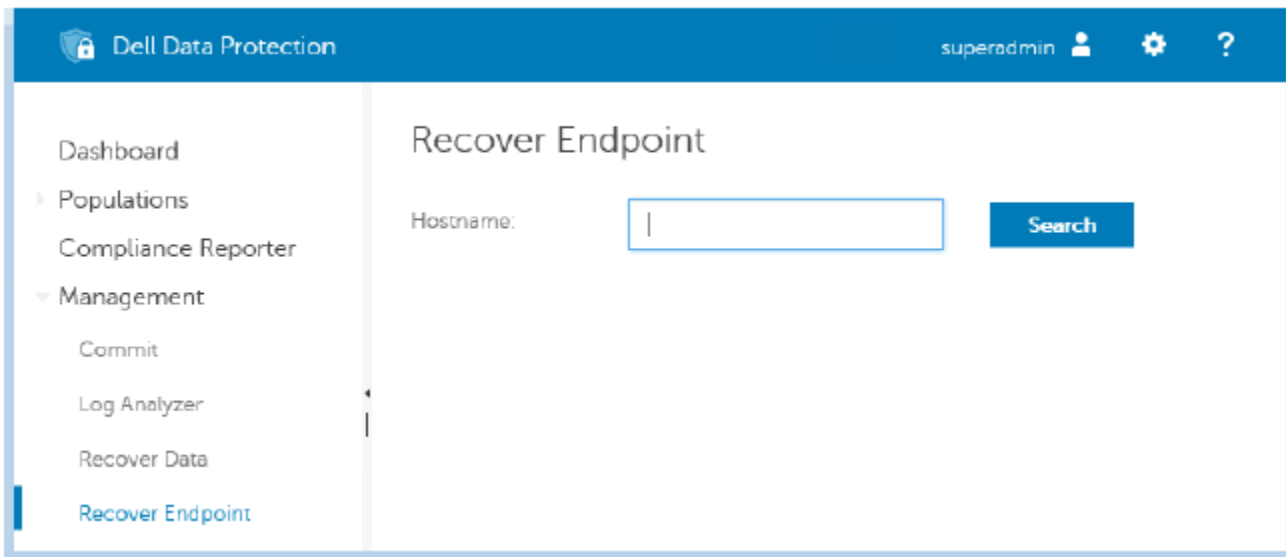 Dell Data Protection
superadmin
?
Dashboard
Populations
Compliance Reporter
Management
Commit
Log Analyzer
Recover Data
Recover Endpoint
Recover Endpoint
Hostname:
Search